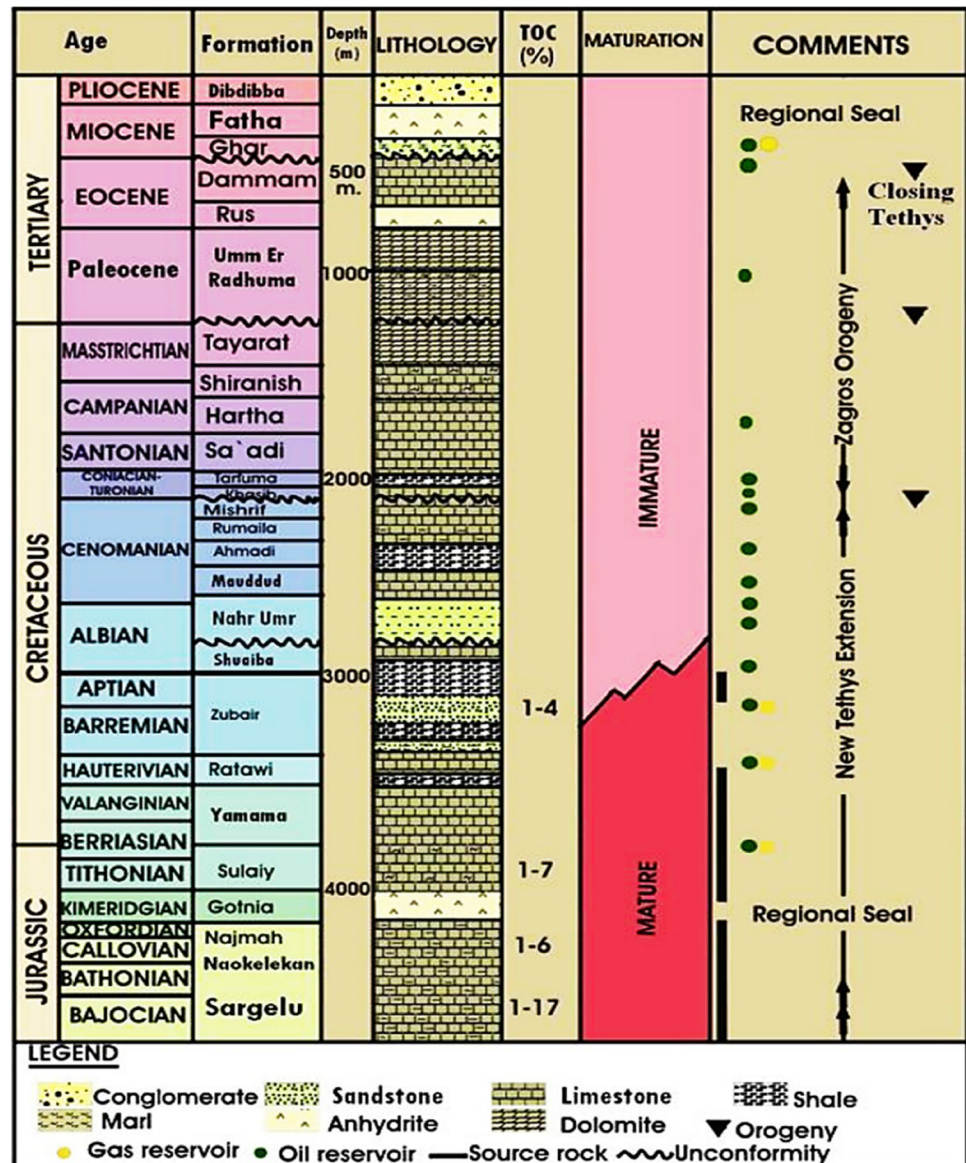 Age Formation Depth (m) LITHOLOGY TOC (%) MATURATION COMMENTS
TERTIARY
CRETACEOUS
JURASSIC
PLIOCENE
MIOCENE
EOCENE
Paleocene
MASSTRICHTIAN
CAMPANIAN
SANTONIAN
CONIACIAN-
TURONIAN
CENOMANIAN
ALBIAN
APTIAN
BARREMIAN
HAUTERIVIAN
VALANGINIAN
BERRIASIAN
TITHONIAN
KIMERIDGIAN
OXFORDIAN
CALLOVIAN
BATHONIAN
BAJOCIAN
Dibdibba
Fatha
Ghar
Dammam
Rus
Umm Er
Radhuma
Tayarat
Shiranish
Hartha
Sa`adi
Tarfuma
Khasib
Mishrif
Rumaila
Ahmadi
Mauddud
Nahr Umr
Shuaiba
Zubair
Ratawi
Yamama
Sulaiy
Gotnia
Najmah
Naokelekan
Sargelu
500
m.
1000
2000
3000
4000
1-4
1-7
1-6
1-17
IMMATURE
MATURE
Regional Seal
Closing
Tethys
Zagros Orogeny
New Tethys Extension
Regional Seal
LEGEND
Conglomerate Sandstone Limestone Shale
Marl Anhydrite Dolomite Orogeny
Gas reservoir Oil reservoir Source rock Unconformity